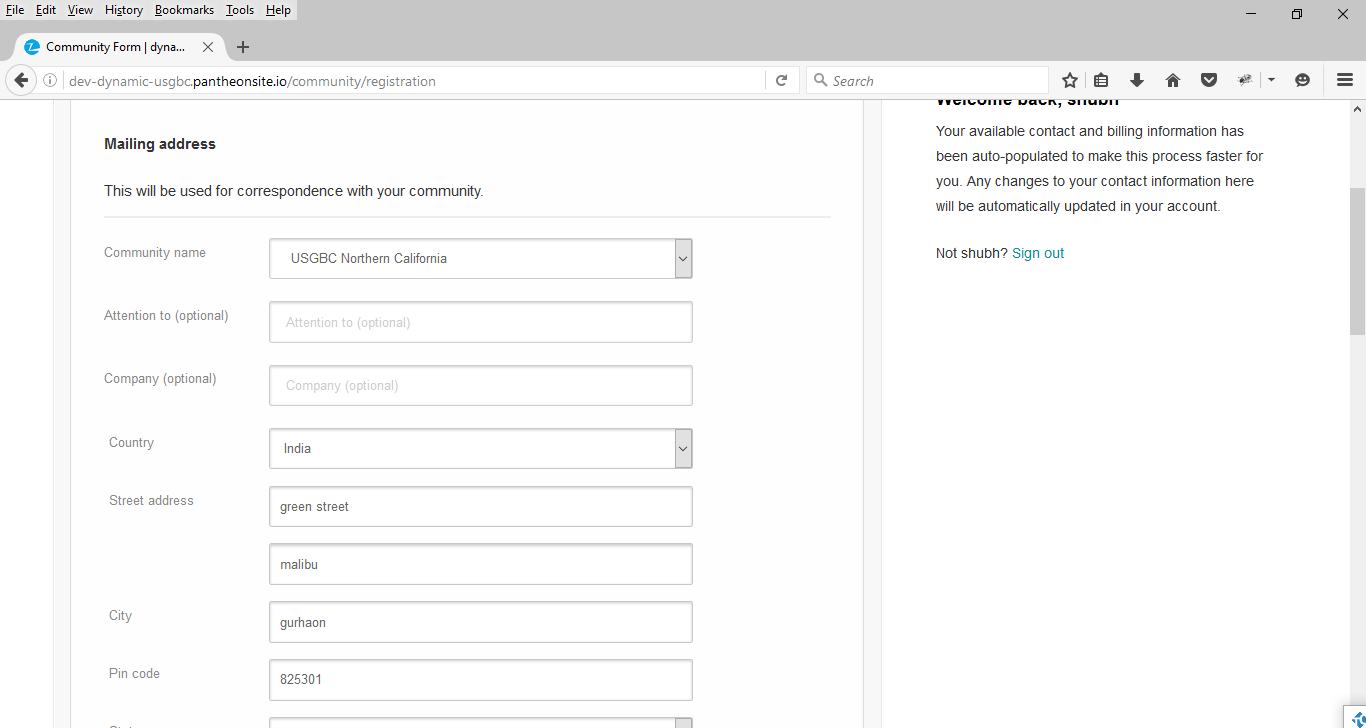 File Edit View History Bookmarks Tools Help
Community Form | dyna...
dev-dynamic-usgbc.pantheonsite.io/community/registration
Search
Mailing address
This will be used for correspondence with your community.
Community name
USGBC Northern California
Attention to (optional)
Attention to (optional)
Company (optional)
Company (optional)
Country
India
Street address
green street
malibu
City
gurhaon
Pin code
825301
Welcome back, shubh
Your available contact and billing information has
been auto-populated to make this process faster for
you. Any changes to your contact information here
will be automatically updated in your account.
Not shubh? Sign out